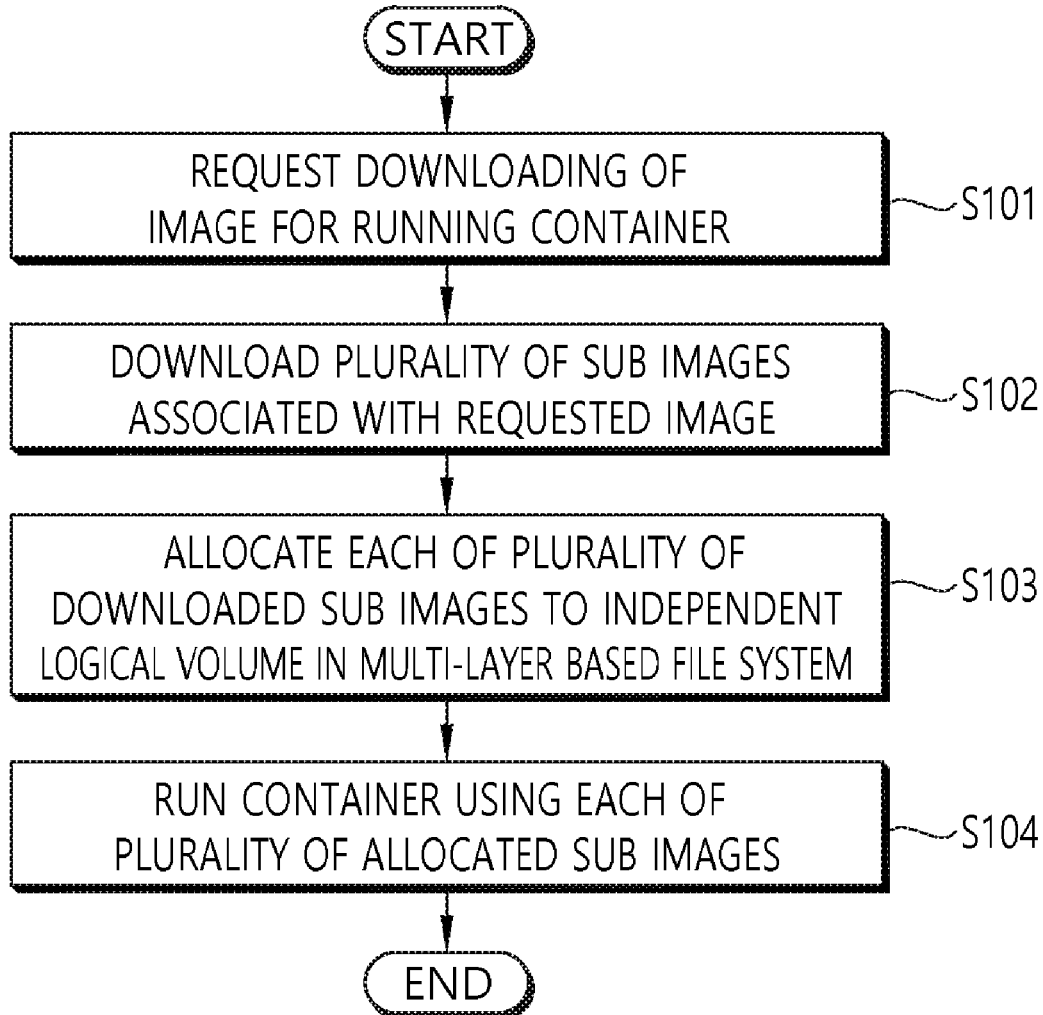 START
REQUEST DOWNLOADING OF
IMAGE FOR RUNNING CONTAINER
S101
DOWNLOAD PLURALITY OF SUB IMAGES
ASSOCIATED WITH REQUESTED IMAGE
S102
ALLOCATE EACH OF PLURALITY OF
DOWNLOADED SUB IMAGES TO INDEPENDENT
LOGICAL VOLUME IN MULTI-LAYER BASED FILE SYSTEM
S103
RUN CONTAINER USING EACH OF
PLURALITY OF ALLOCATED SUB IMAGES
S104
END